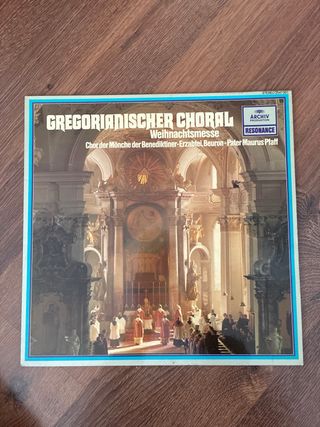 GREGORIANISCHER CHORAL
Weihnachtsmesse
Chor der Mönche der Benediktiner-Erzabtei, Beuron · Pater Maurus Pfaff
ARCHIV
PRODUKTION
RESONANCE